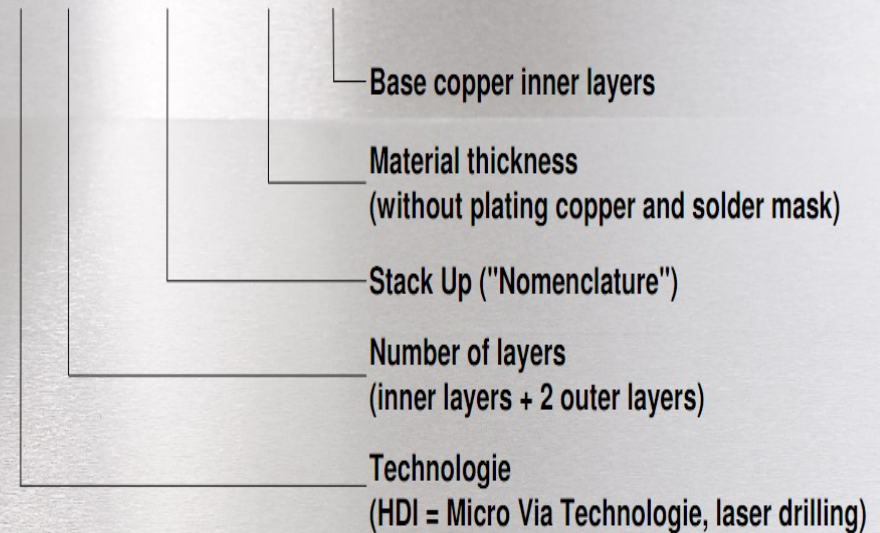 Base copper inner layers
Material thickness
(without plating copper and solder mask)
Stack Up ("Nomenclature")
Number of layers
(inner layers + 2 outer layers)
Technologie
(HDI = Micro Via Technologie, laser drilling)